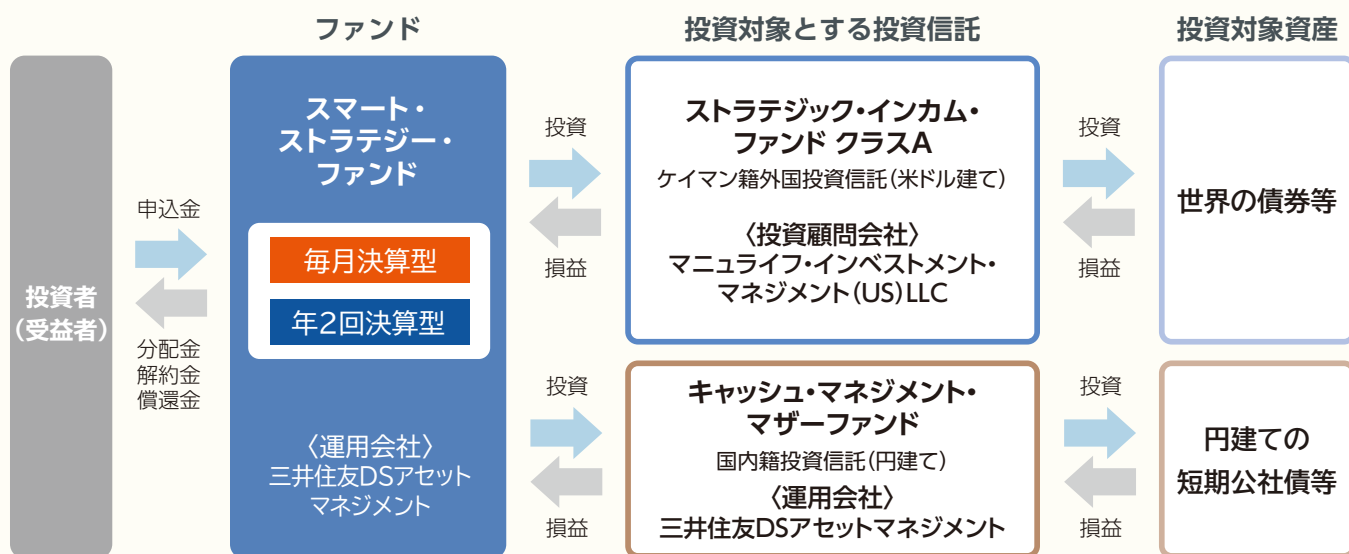 ファンド
投資対象とする投資信託
投資対象資産
投資者
(受益者)
申込金
分配金
解約金
償還金
スマート・
ストラテジー・
ファンド
毎月決算型
年2回決算型
〈運用会社〉
三井住友DSアセット
マネジメント
投資
損益
ストラテジック・インカム・
ファンド クラスA
ケイマン籍外国投資信託(米ドル建て)
〈投資顧問会社〉
マニュライフ・インベストメント・
マネジメント(US)LLC
投資
損益
世界の債券等
投資
損益
キャッシュ・マネジメント・
マザーファンド
国内籍投資信託(円建て)
〈運用会社〉
三井住友DSアセットマネジメント
投資
損益
円建ての
短期公社債等